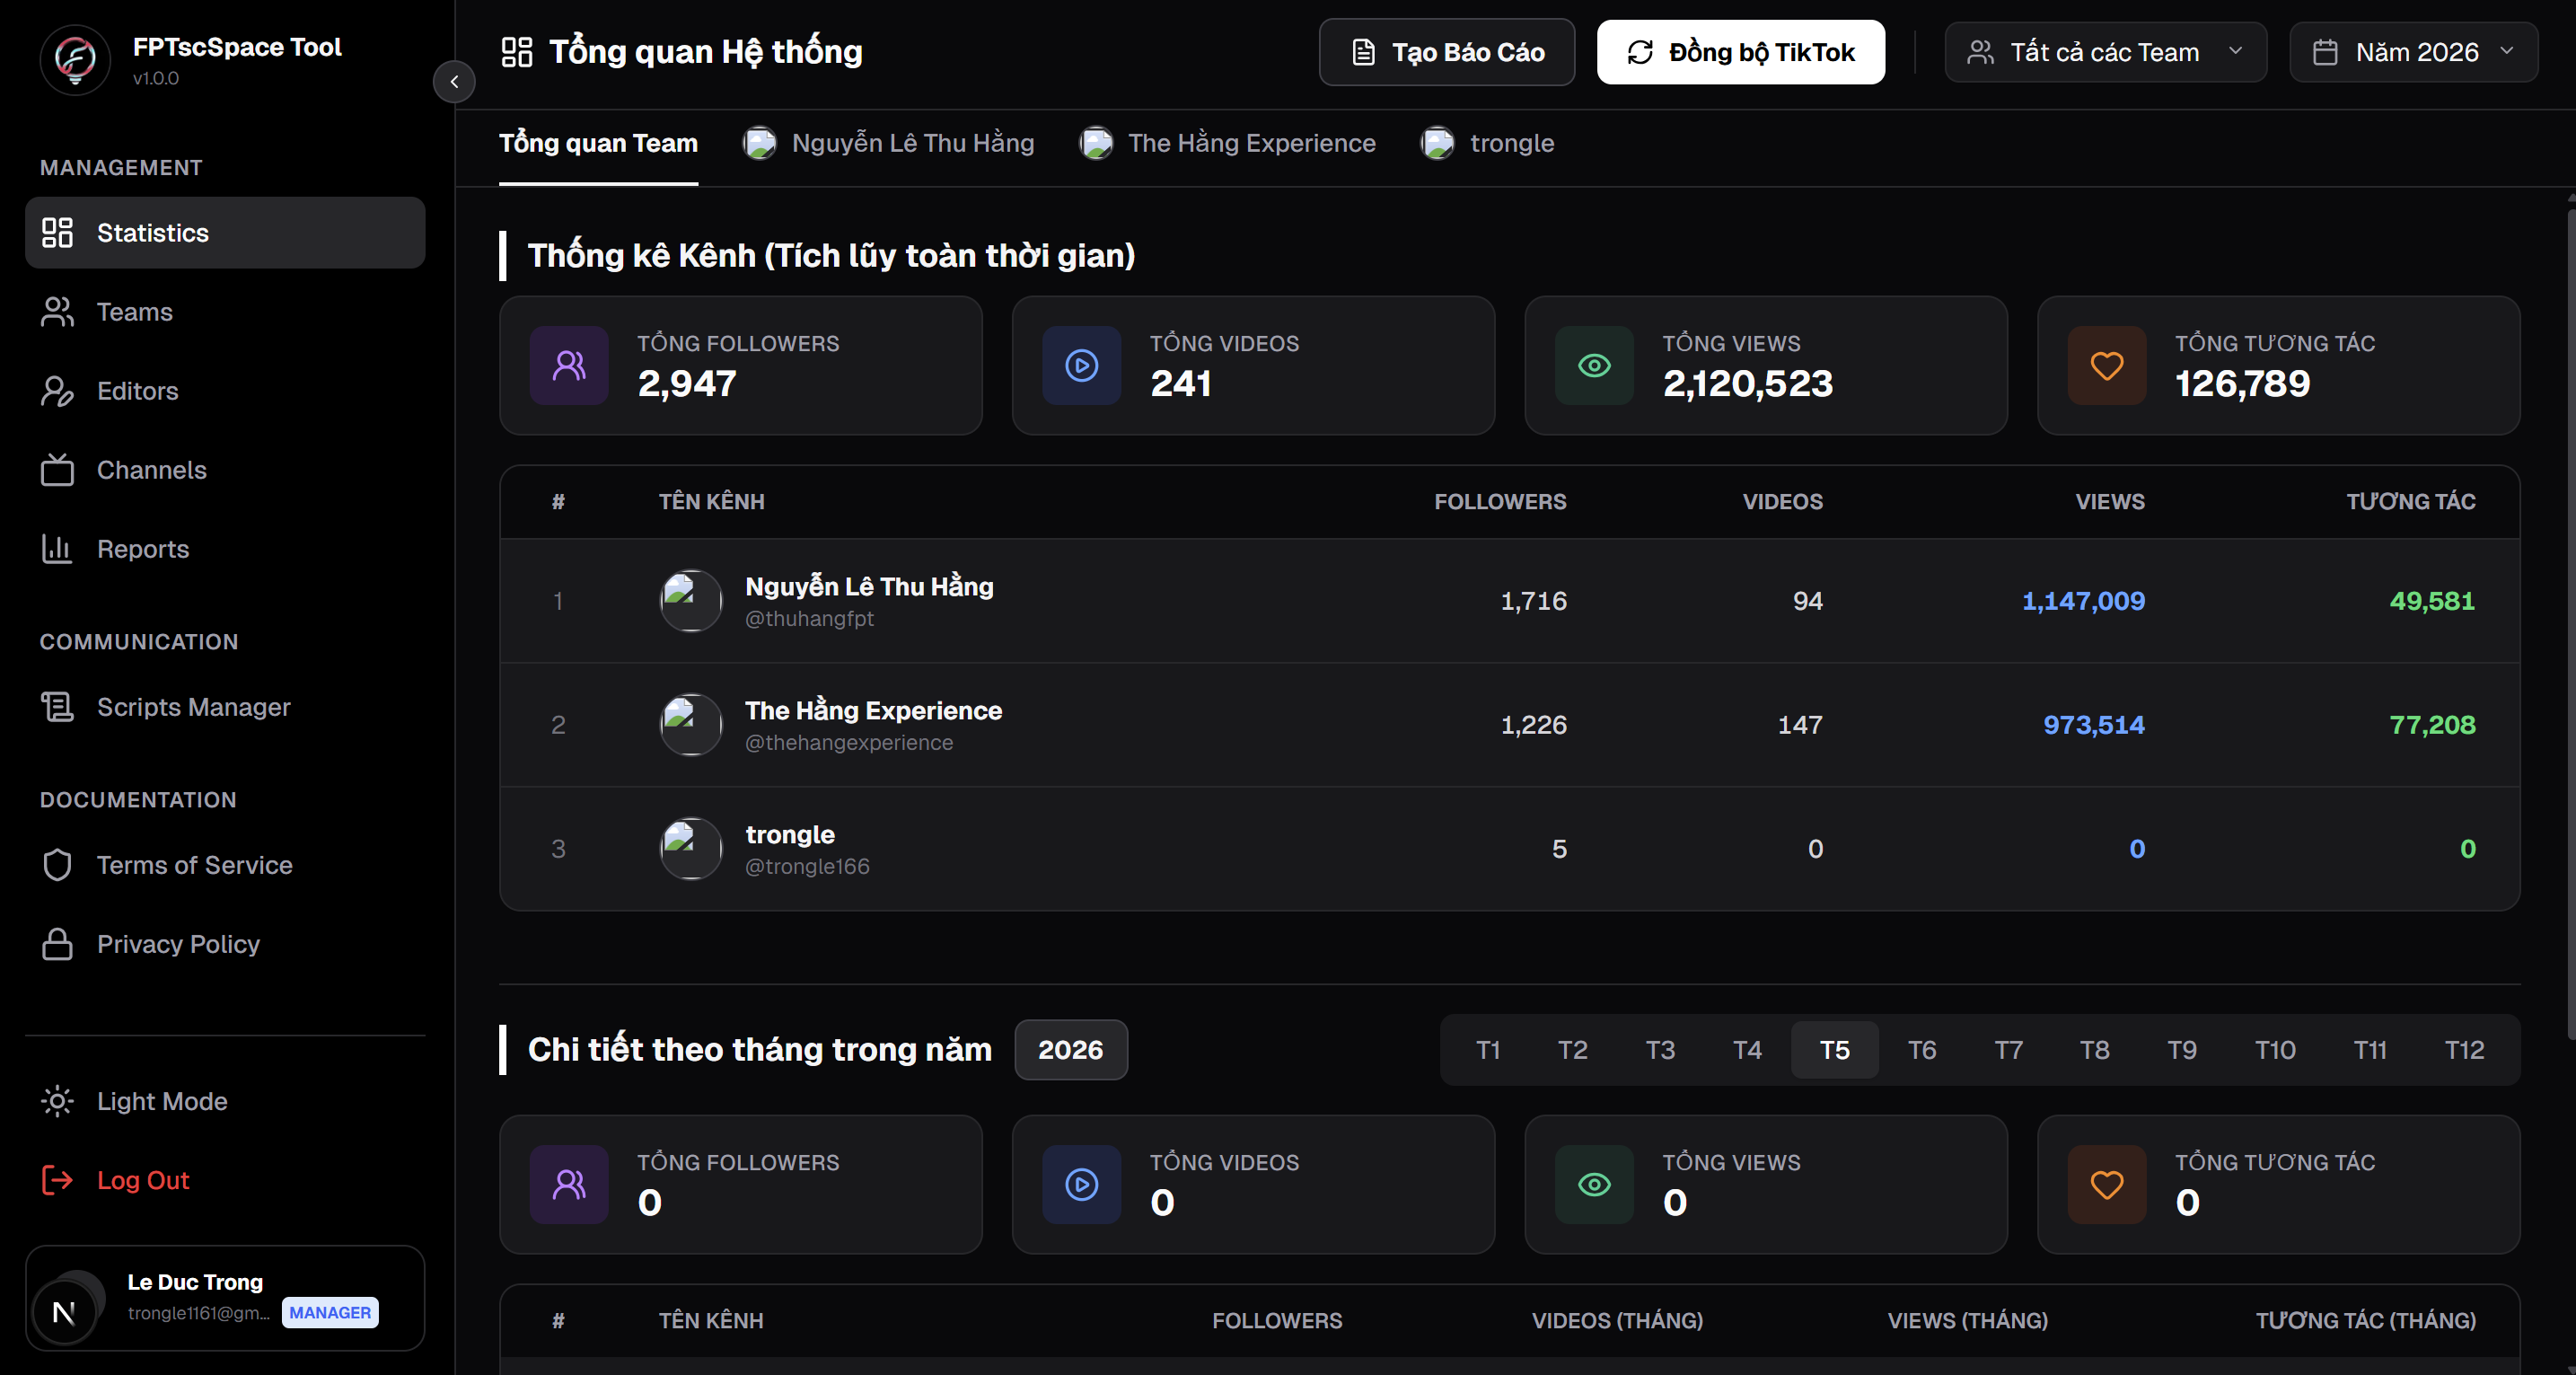 FPTscSpace Tool
v1.0.0
MANAGEMENT
Statistics
Teams
Editors
Channels
Reports
COMMUNICATION
Scripts Manager
DOCUMENTATION
Terms of Service
Privacy Policy
Light Mode
Log Out
N
Le Duc Trong
trongle1161@gm... MANAGER
Tổng quan Hệ thống
Tạo Báo Cáo
Đồng bộ TikTok
Tất cả các Team
Năm 2026
Tổng quan Team
Nguyễn Lê Thu Hằng
The Hằng Experience
trongle
Thống kê Kênh (Tích lũy toàn thời gian)
TỔNG FOLLOWERS
2,947
TỔNG VIDEOS
241
TỔNG VIEWS
2,120,523
TỔNG TƯƠNG TÁC
126,789
# TÊN KÊNH FOLLOWERS VIDEOS VIEWS TƯƠNG TÁC
1 Nguyễn Lê Thu Hằng 1,716 94 1,147,009 49,581
@thuhangfpt
2 The Hằng Experience 1,226 147 973,514 77,208
@thehangexperience
3 trongle 5 0 0 0
@trongle166
Chi tiết theo tháng trong năm 2026
T1 T2 T3 T4 T5 T6 T7 T8 T9 T10 T11 T12
TỔNG FOLLOWERS
0
TỔNG VIDEOS
0
TỔNG VIEWS
0
TỔNG TƯƠNG TÁC
0
# TÊN KÊNH FOLLOWERS VIDEOS (THÁNG) VIEWS (THÁNG) TƯƠNG TÁC (THÁNG)